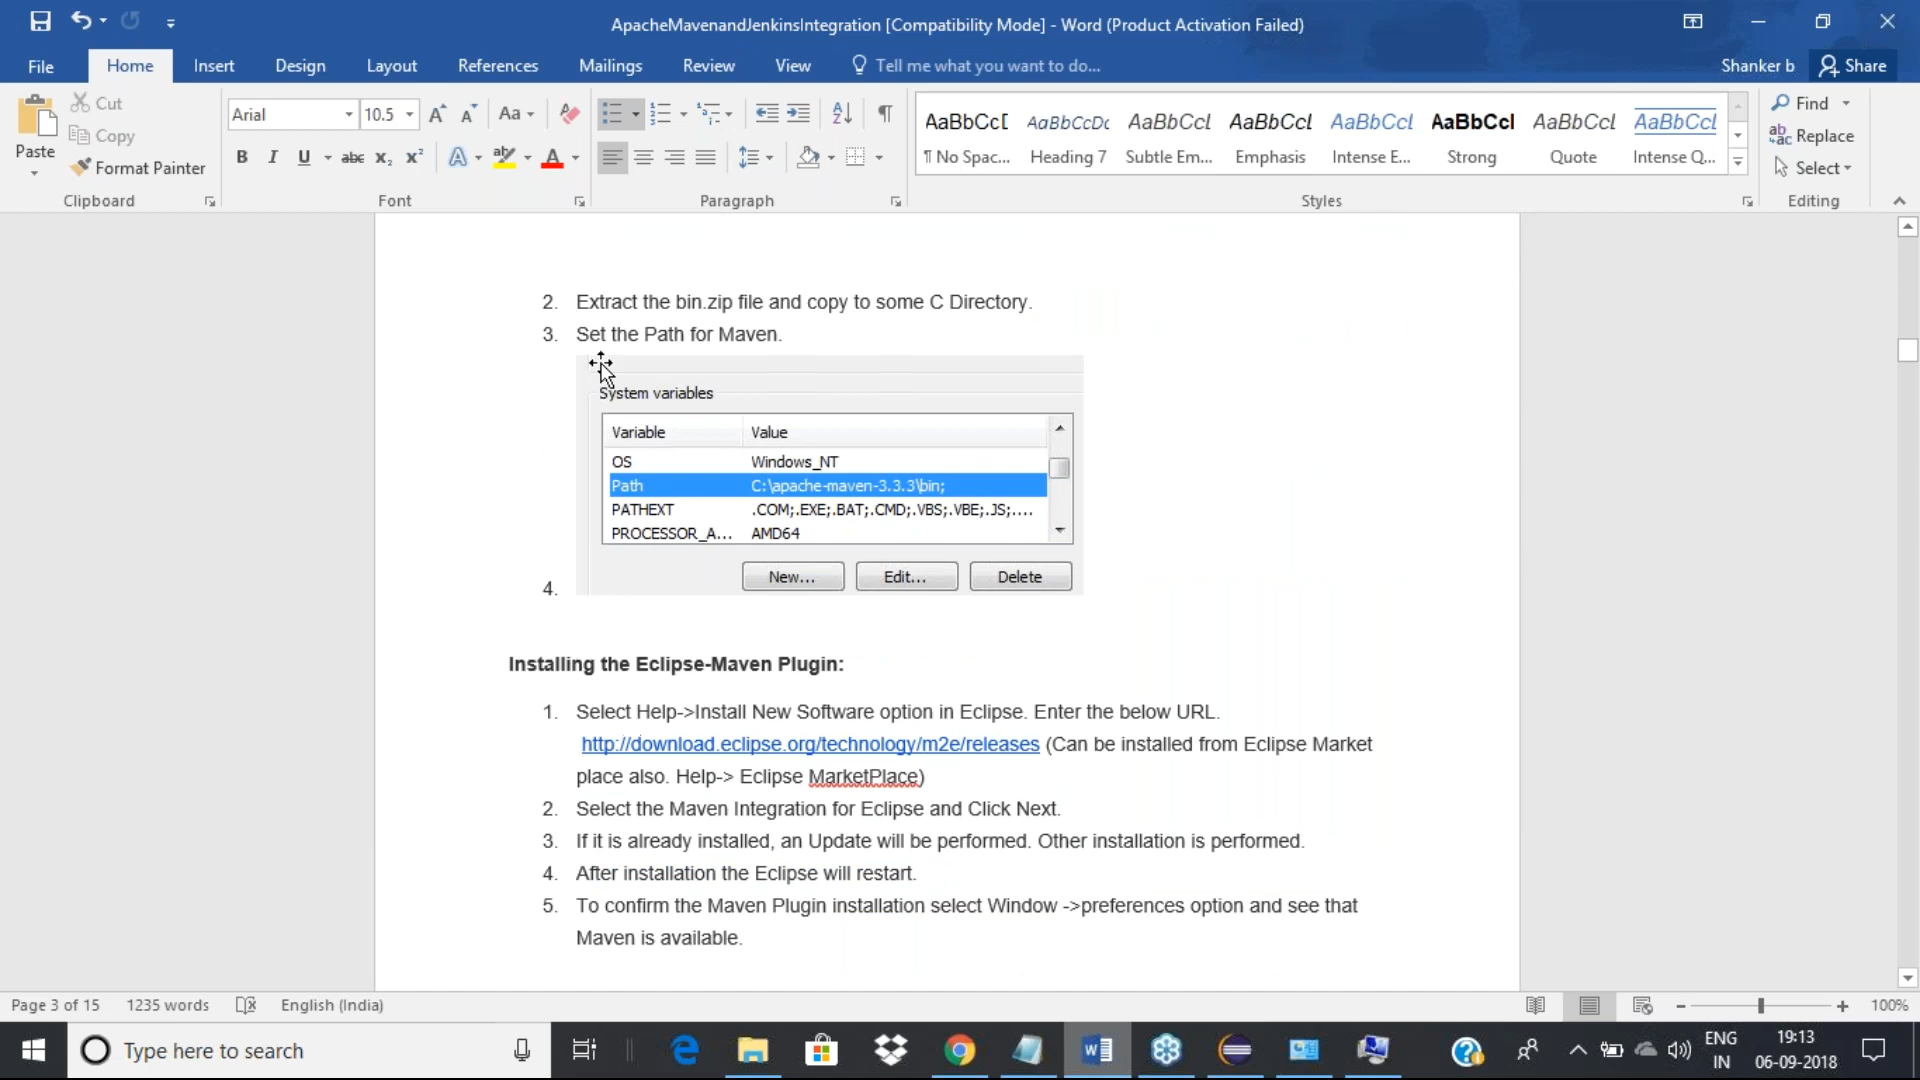 ApacheMavenandJenkinsIntegration [Compatibility Mode] - Word (Product Activation Failed)
File Home Insert Design Layout References Mailings Review View Tell me what you want to do... Shanker b Share
Paste
Cut
Copy
Format Painter
Clipboard
Arial 10.5
Font
Paragraph
AaBbCcD AaBbCcDc AaBbCcL AaBbCcL AaBbCcL AaBbCcI AaBbCcL AaBbCcL
¶ No Spac... Heading 7 Subtle Em... Emphasis Intense E... Strong Quote Intense Q...
Styles
Find
Replace
Select
Editing
2. Extract the bin.zip file and copy to some C Directory.
3. Set the Path for Maven.
System variables
Variable Value
OS Windows_NT
Path C:\apache-maven-3.3.3\bin;
PATHEXT .COM;.EXE;.BAT;.CMD;.VBS;.VBE;.JS;....
PROCESSOR_A... AMD64
New... Edit... Delete
4.
Installing the Eclipse-Maven Plugin:
1. Select Help->Install New Software option in Eclipse. Enter the below URL.
http://download.eclipse.org/technology/m2e/releases (Can be installed from Eclipse Market
place also. Help-> Eclipse MarketPlace)
2. Select the Maven Integration for Eclipse and Click Next.
3. If it is already installed, an Update will be performed. Other installation is performed.
4. After installation the Eclipse will restart.
5. To confirm the Maven Plugin installation select Window ->preferences option and see that
Maven is available.
Page 3 of 15 1235 words English (India) 100%
Type here to search
ENG
IN
19:13
06-09-2018